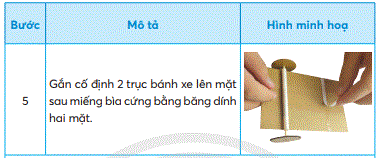 Bước
Mô tả
Hình minh hoạ
5
Gắn cố định 2 trục bánh xe lên mặt
sau miếng bìa cứng bằng băng dính
hai mặt.